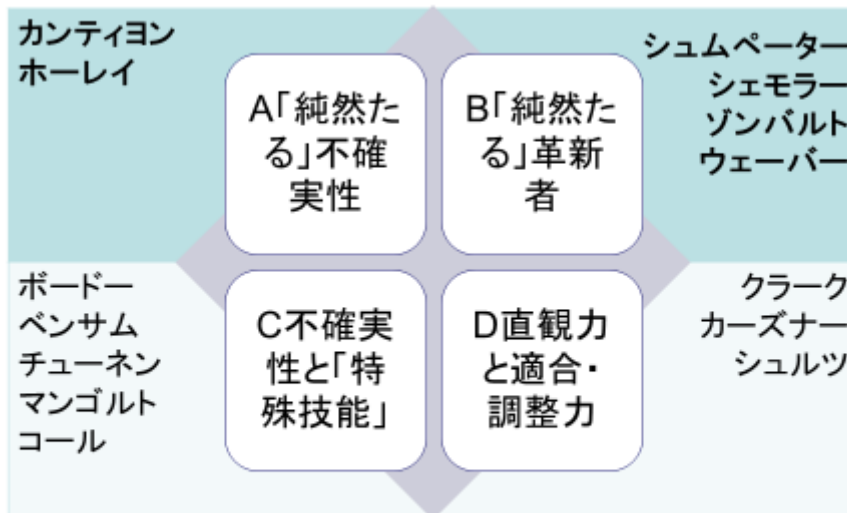 カンティヨン
ホーレイ
A「純然た
る」不確
実性
B「純然た
る」革新
者
シュムペーター
シェモラー
ゾンバルト
ウェーバー
ボードー
ベンサム
チューネン
マンゴルト
コール
C不確実
性と「特
殊技能」
D直観力
と適合・
調整力
クラーク
カーズナー
シュルツ